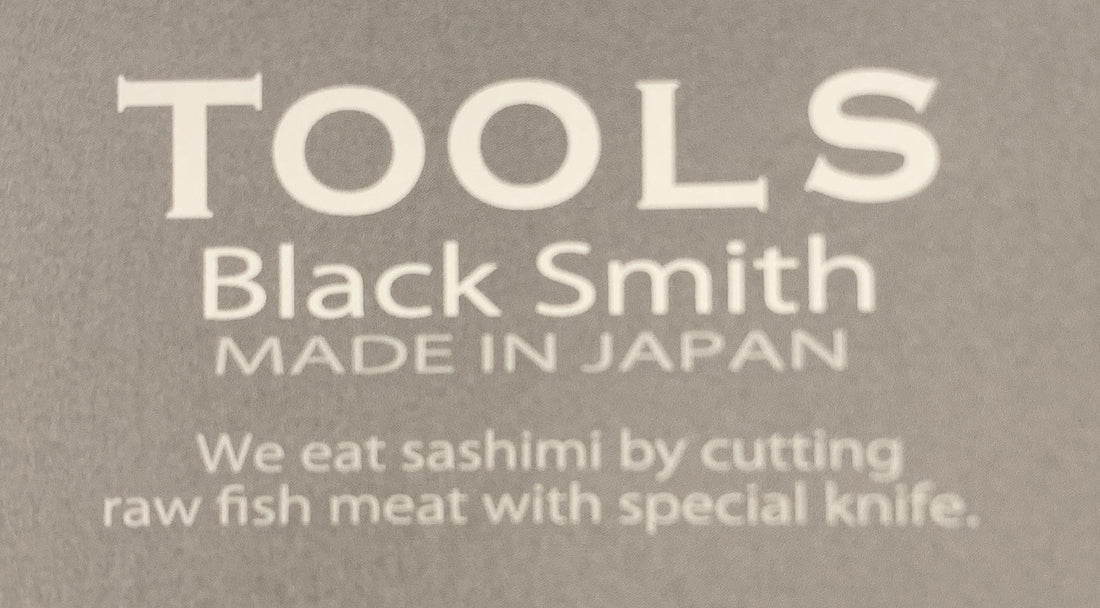 TOOLS
Black Smith
MADE IN JAPAN
We eat sashimi by cutting
raw fish meat with special knife.